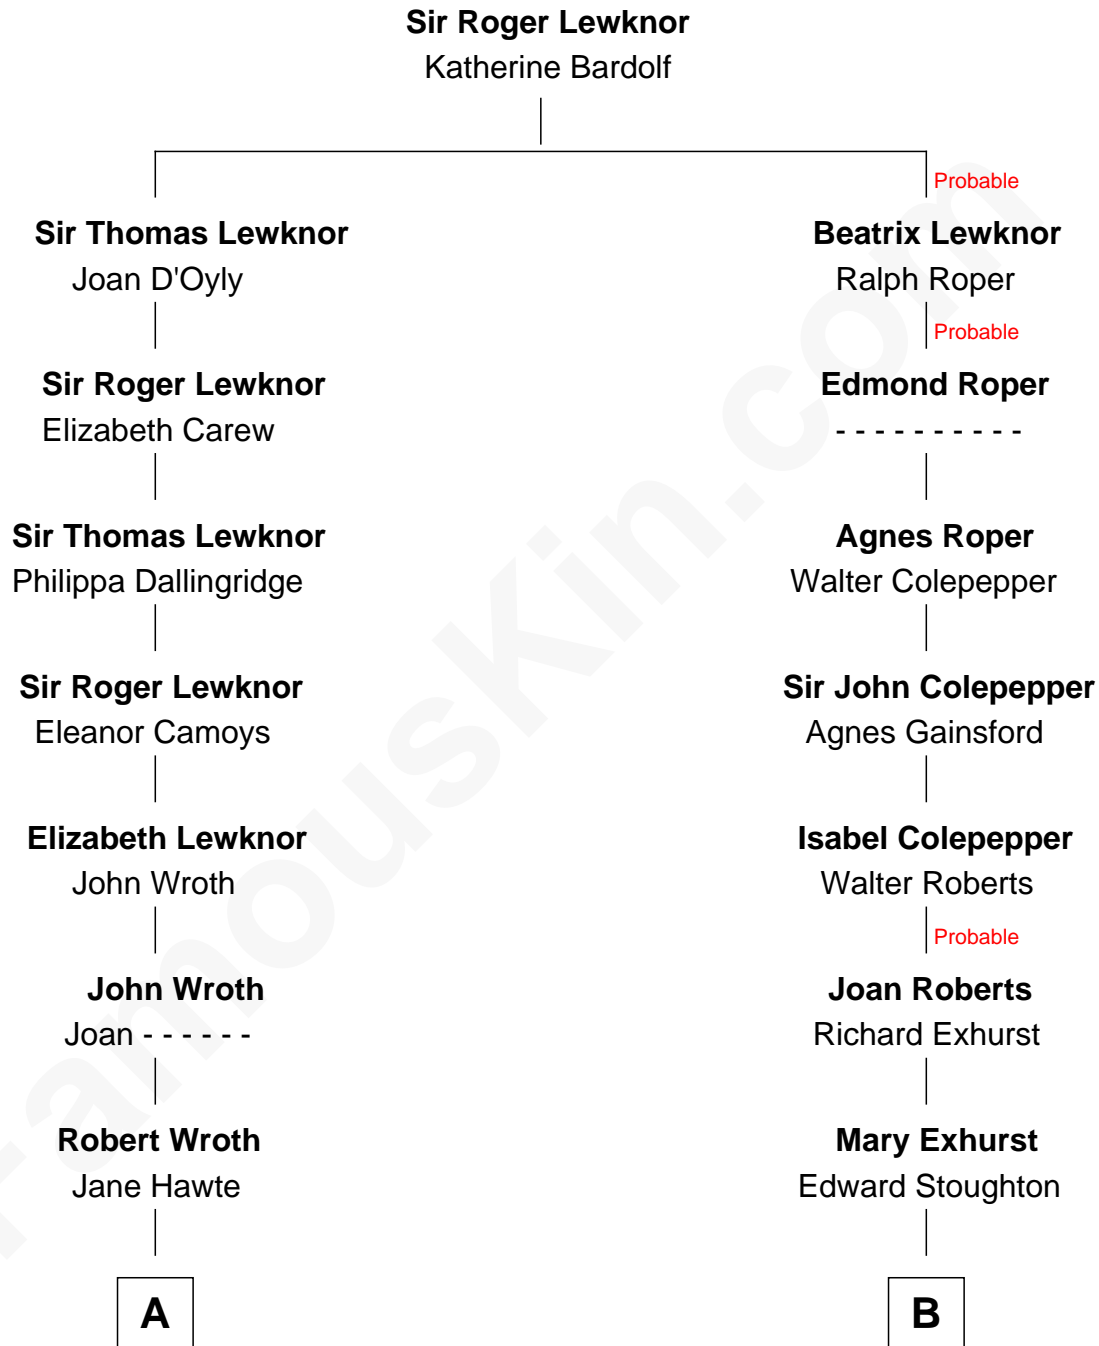 Sir Roger Lewknor
Katherine Bardolf
Probable
Sir Thomas Lewknor
Joan D'Oyly
Beatrix Lewknor
Ralph Roper
Probable
Sir Roger Lewknor
Elizabeth Carew
Edmond Roper
- - - - - - - - - -
Sir Thomas Lewknor
Philippa Dallingridge
Agnes Roper
Walter Colepepper
Sir Roger Lewknor
Eleanor Camoys
Sir John Colepepper
Agnes Gainsford
Elizabeth Lewknor
John Wroth
Isabel Colepepper
Walter Roberts
Probable
John Wroth
Joan - - - - - -
Joan Roberts
Richard Exhurst
Robert Wroth
Jane Hawte
Mary Exhurst
Edward Stoughton
A
B
FamousKin.com